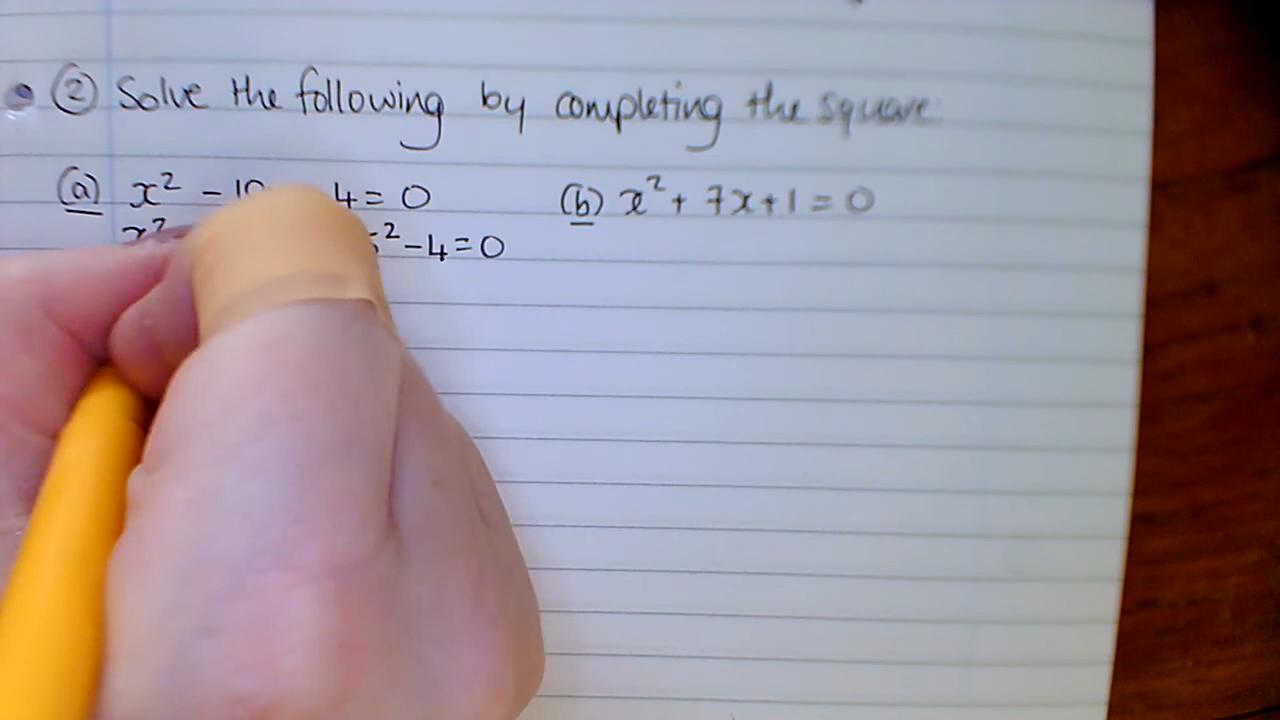 ② Solve the following by completing the square
(a) x² - 10 4 = 0 (b) x² + 7x + 1 = 0
x² ² - 4 = 0